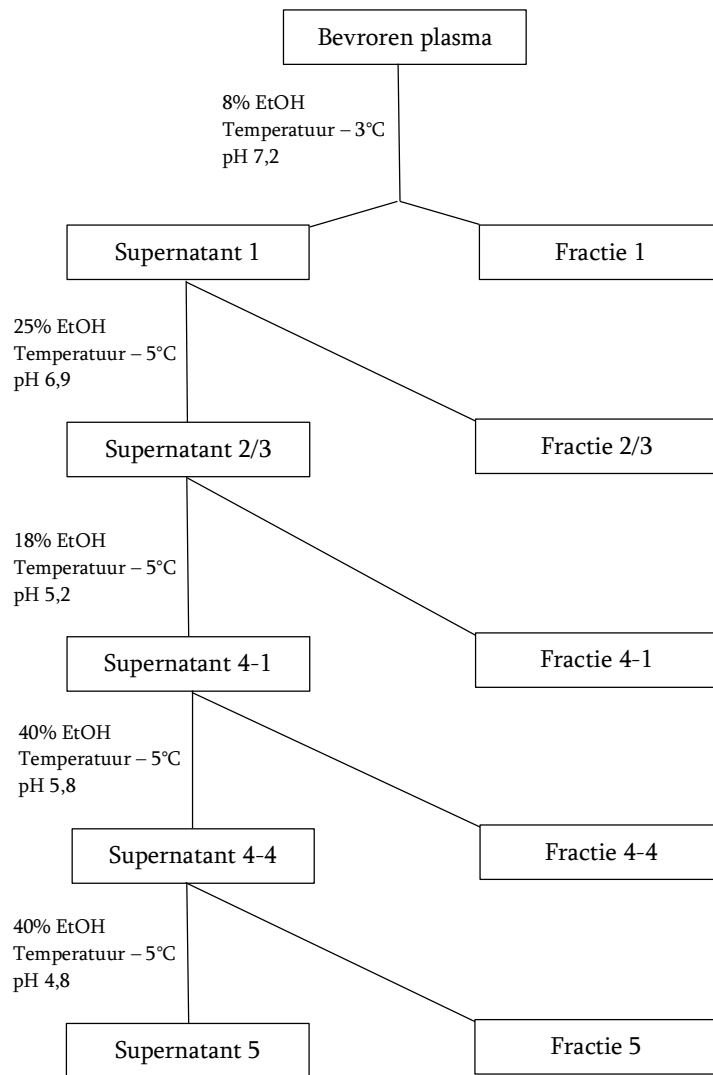 Bevroren plasma
8% EtOH
Temperatuur – 3°C
pH 7,2
Supernatant 1
Fractie 1
25% EtOH
Temperatuur – 5°C
pH 6,9
Supernatant 2/3
Fractie 2/3
18% EtOH
Temperatuur – 5°C
pH 5,2
Supernatant 4-1
Fractie 4-1
40% EtOH
Temperatuur – 5°C
pH 5,8
Supernatant 4-4
Fractie 4-4
40% EtOH
Temperatuur – 5°C
pH 4,8
Supernatant 5
Fractie 5